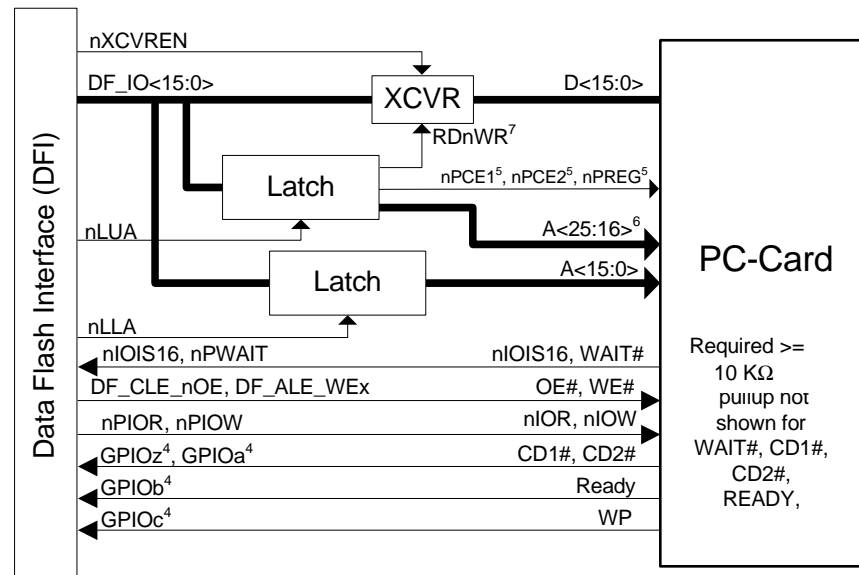 Data Flash Interface (DFI)
nXCVREN
DF_IO<15:0>
XCVR
D<15:0>
RDnWR7
Latch
nPCE15, nPCE25, nPREG5
nLUA
A<25:16>6
Latch
A<15:0>
PC-Card
nLLA
nIOIS16, nPWAIT
nIOIS16, WAIT#
DF_CLE_nOE, DF_ALE_WEx
OE#, WE#
nPIOR, nPIOW
nIOR, nIOW
GPIOz4, GPIOa4
CD1#, CD2#
GPIOb4
Ready
GPIOc4
WP
Required >=
10 KΩ
pullup not
shown for
WAIT#, CD1#,
CD2#,
READY,